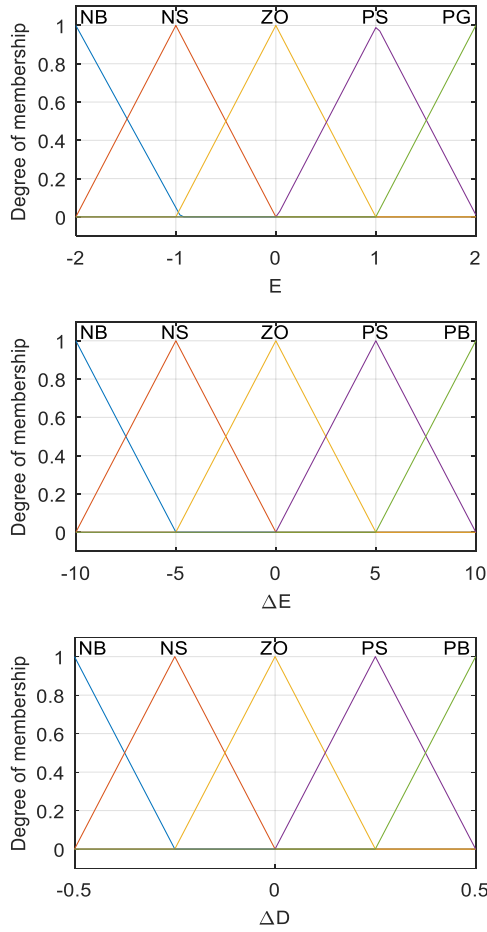 NB NS ZO PS PG
Degree of membership
1
0.8
0.6
0.4
0.2
0
-2 -1 0 1 2
E
NB NS ZO PS PB
Degree of membership
1
0.8
0.6
0.4
0.2
0
-10 -5 0 5 10
ΔE
NB NS ZO PS PB
Degree of membership
1
0.8
0.6
0.4
0.2
0
-0.5 0 0.5
ΔD